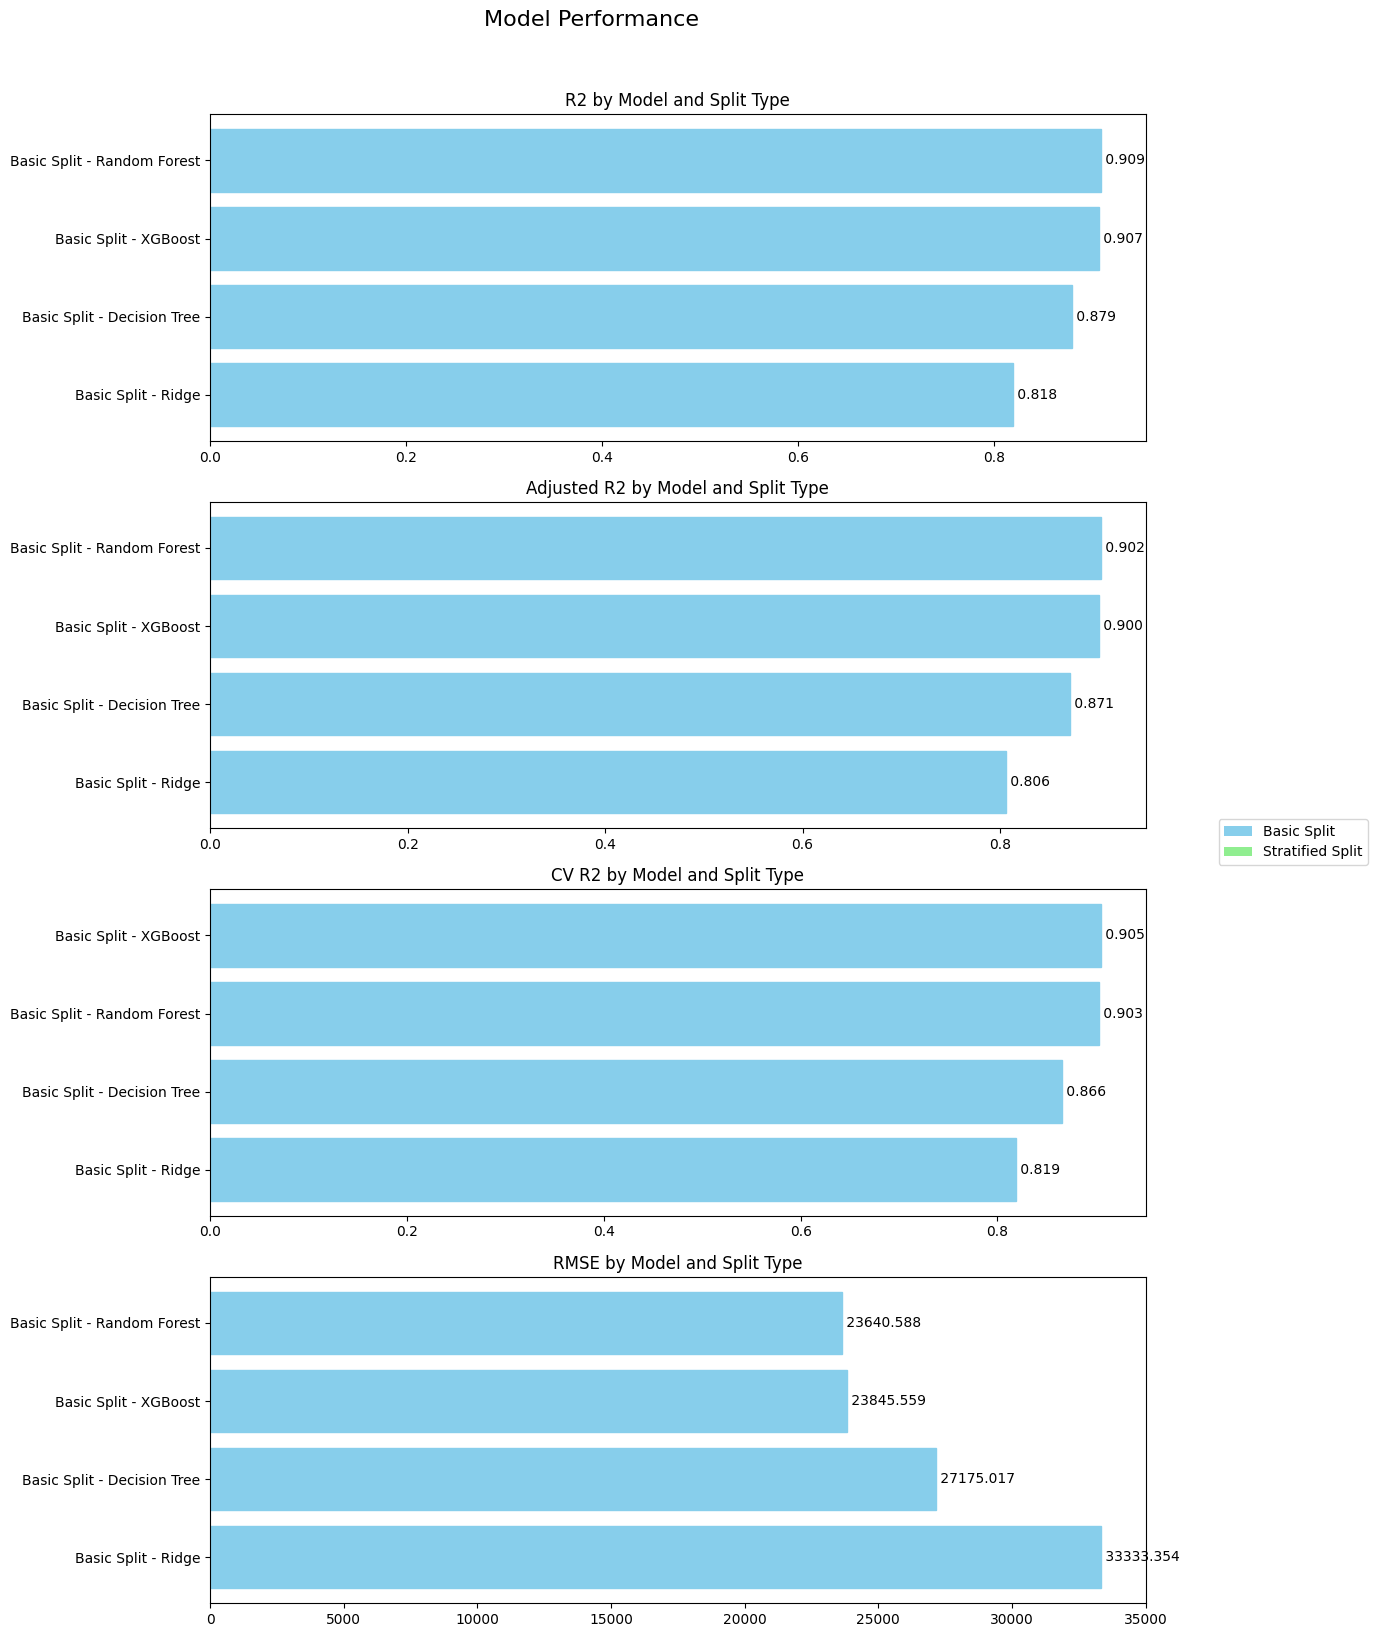 Model Performance
R2 by Model and Split Type
Basic Split - Random Forest
0.909
Basic Split - XGBoost
0.907
Basic Split - Decision Tree
0.879
Basic Split - Ridge
0.818
0.0 0.2 0.4 0.6 0.8
Adjusted R2 by Model and Split Type
Basic Split - Random Forest
0.902
Basic Split - XGBoost
0.900
Basic Split - Decision Tree
0.871
Basic Split - Ridge
0.806
0.0 0.2 0.4 0.6 0.8
Basic Split
Stratified Split
CV R2 by Model and Split Type
Basic Split - XGBoost
0.905
Basic Split - Random Forest
0.903
Basic Split - Decision Tree
0.866
Basic Split - Ridge
0.819
0.0 0.2 0.4 0.6 0.8
RMSE by Model and Split Type
Basic Split - Random Forest
23640.588
Basic Split - XGBoost
23845.559
Basic Split - Decision Tree
27175.017
Basic Split - Ridge
33333.354
0 5000 10000 15000 20000 25000 30000 35000